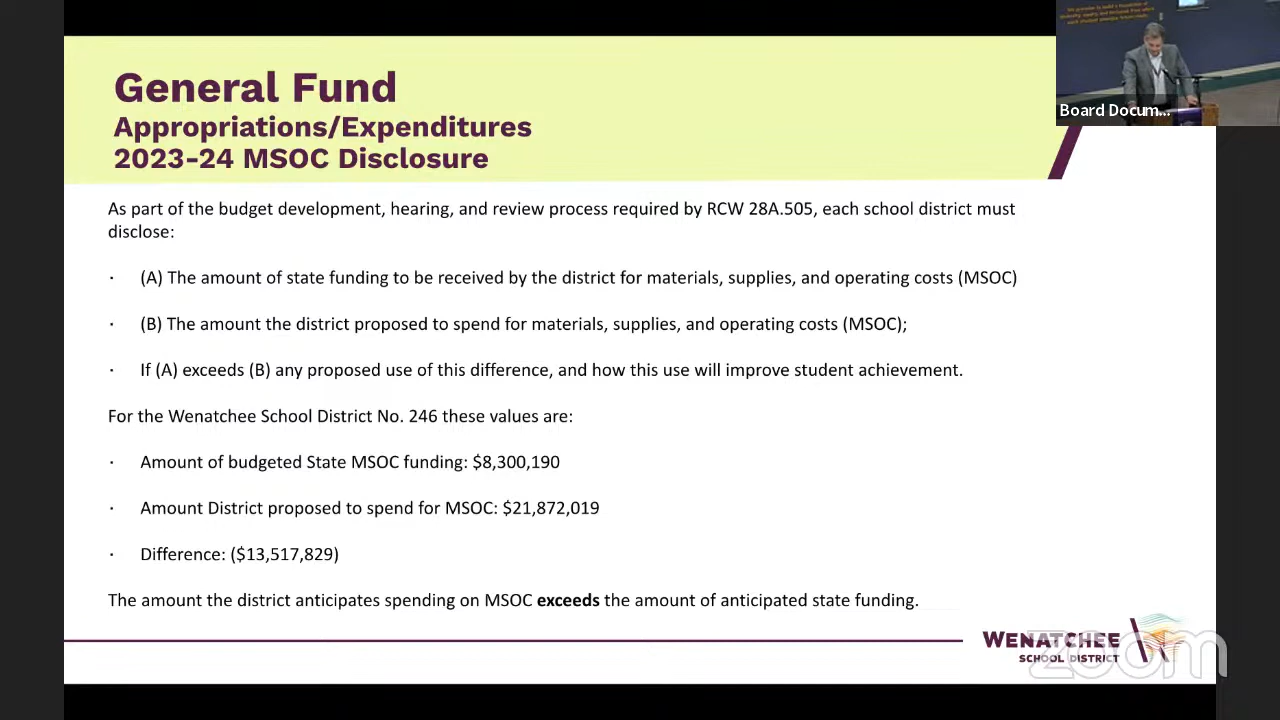 General Fund
Appropriations/Expenditures
2023-24 MSOC Disclosure
Board Docum...
As part of the budget development, hearing, and review process required by RCW 28A.505, each school district must
disclose:
· (A) The amount of state funding to be received by the district for materials, supplies, and operating costs (MSOC)
· (B) The amount the district proposed to spend for materials, supplies, and operating costs (MSOC);
· If (A) exceeds (B) any proposed use of this difference, and how this use will improve student achievement.
For the Wenatchee School District No. 246 these values are:
· Amount of budgeted State MSOC funding: $8,300,190
· Amount District proposed to spend for MSOC: $21,872,019
· Difference: ($13,517,829)
The amount the district anticipates spending on MSOC exceeds the amount of anticipated state funding.
WENATCHEE
SCHOOL DISTRICT
zoom